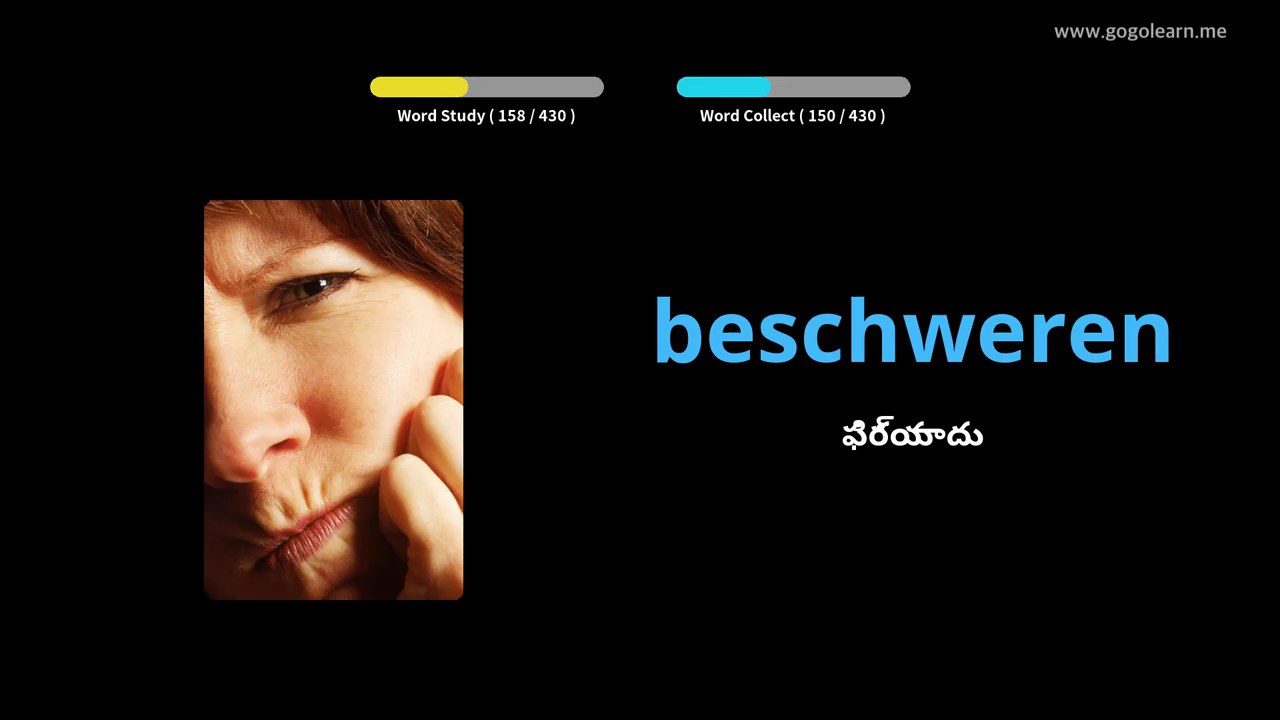 www.gogolearn.me
Word Study ( 158 / 430 )
Word Collect ( 150 / 430 )
beschweren
ఫిర్‌యాదు